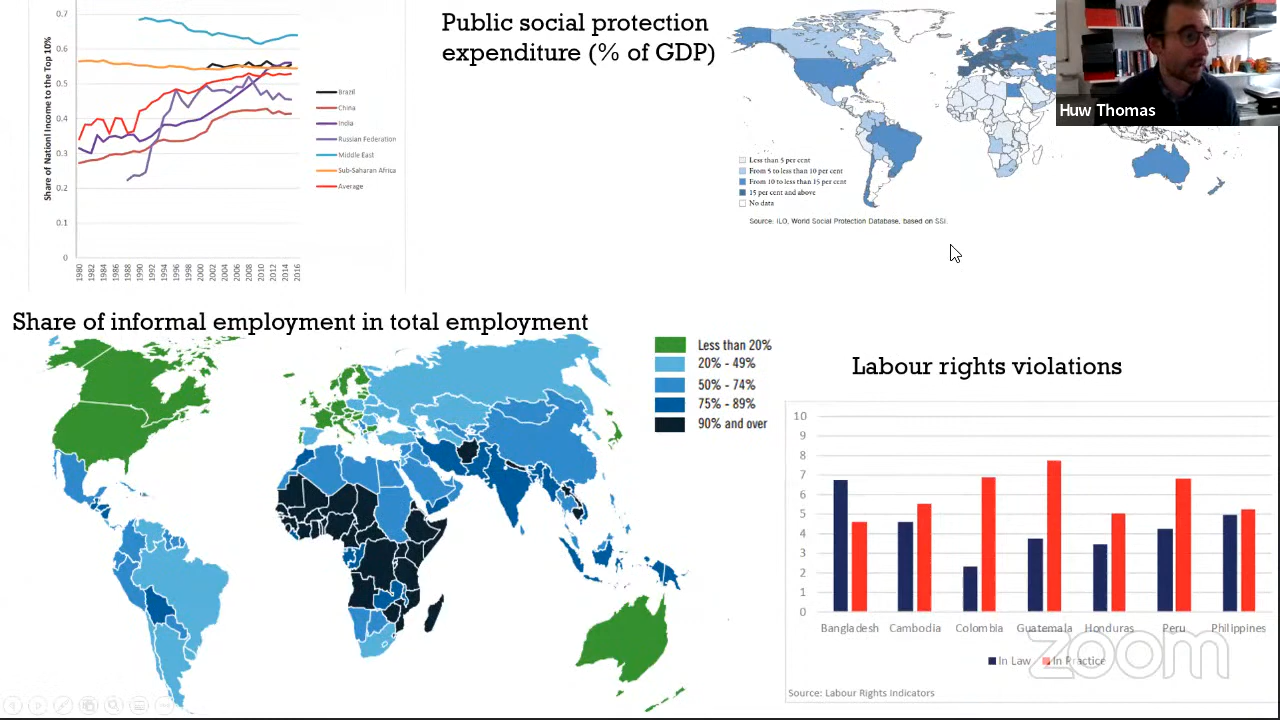 Public social protection
expenditure (% of GDP)
0.7
0.6
0.5
0.4
0.3
0.2
0.1
0
Share of National Income to the Top 10%
1980
1982
1984
1986
1988
1990
1992
1994
1996
1998
2000
2002
2004
2006
2008
2010
2012
2014
2016
Brazil
China
India
Russian Federation
Middle East
Sub-Saharan Africa
Average
Less than 5 per cent
From 5 to less than 10 per cent
From 10 to less than 15 per cent
15 per cent and above
No data
Source: ILO, World Social Protection Database, based on SSI.
Huw Thomas
Share of informal employment in total employment
Less than 20%
20% - 49%
50% - 74%
75% - 89%
90% and over
Labour rights violations
10
9
8
7
6
5
4
3
2
1
0
Bangladesh Cambodia Colombia Guatemala Honduras Peru Philippines
In Law In Practice
Source: Labour Rights Indicators
zoom